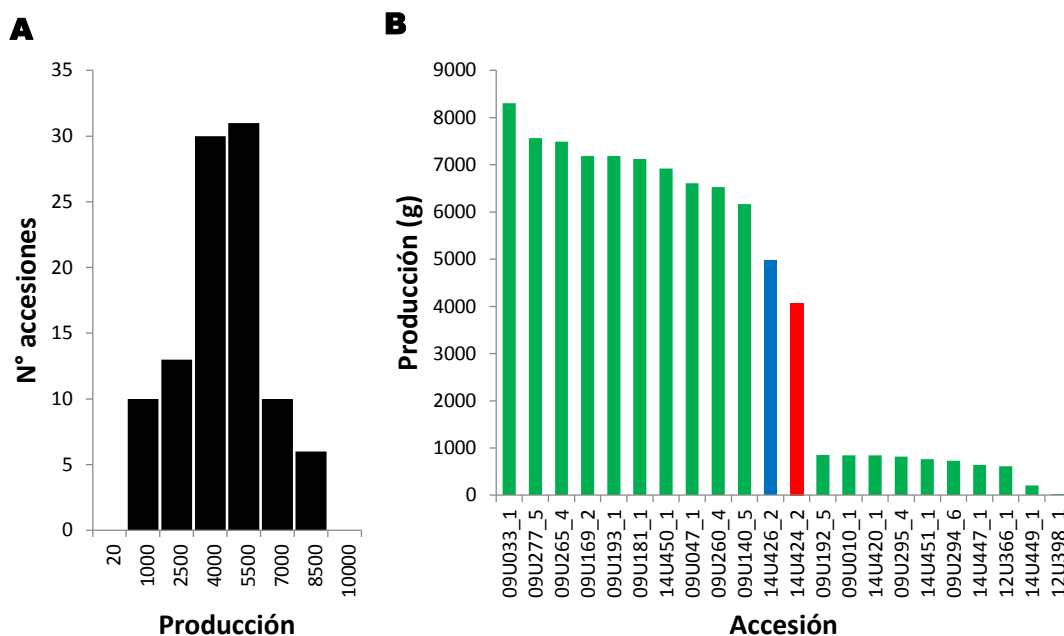 A
35
30
25
20
15
10
5
0
N° accesiones
20
1000
2500
4000
5500
7000
8500
10000
Producción
B
9000
8000
7000
6000
5000
4000
3000
2000
1000
0
Producción (g)
09U033_1
09U277_5
09U265_4
09U169_2
09U193_1
09U181_1
14U450_1
09U047_1
09U260_4
09U140_5
14U426_2
14U424_2
09U192_5
09U010_1
14U420_1
09U295_4
14U451_1
09U294_6
14U447_1
12U366_1
14U449_1
12U398_1
Accesión